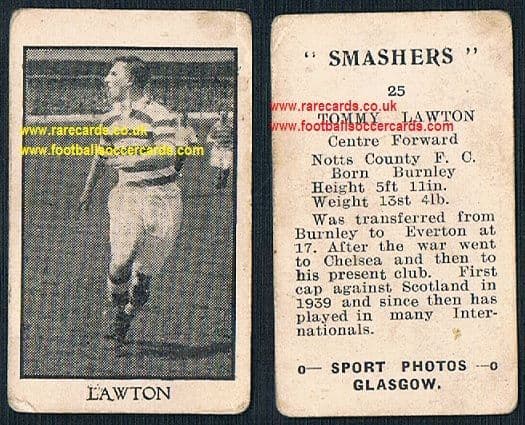 www.rarecards.co.uk
www.footballsoccercards.com
LAWTON
" SMASHERS "
25
www.rarecards.co.uk
TOMMY LAWTON
www.footballsoccercards.com
Centre Forward
Notts County F. C.
Born Burnley
Height 5ft 11in.
Weight 13st 4lb.
Was transferred from
Burnley to Everton at
17. After the war went
to Chelsea and then to
his present club. First
cap against Scotland in
1939 and since then has
played in many Inter-
nationals.
o— SPORT PHOTOS —o
GLASGOW.